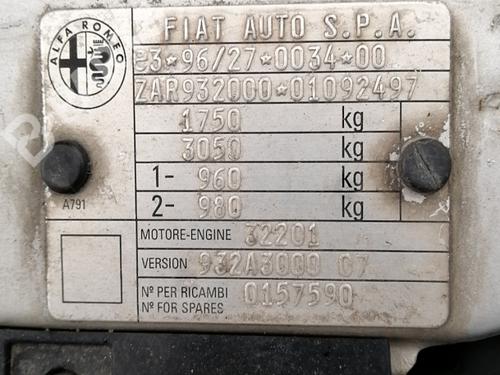 FIAT AUTO S.P.A.
ALFA ROMEO
e3*96/27*0034*00
ZAR932000*01092497
1750 kg
3050 kg
1- 960 kg
2- 980 kg
A791
MOTORE-ENGINE 32201
VERSION 932A3000 07
Nº PER RICAMBI 0157590
Nº FOR SPARES